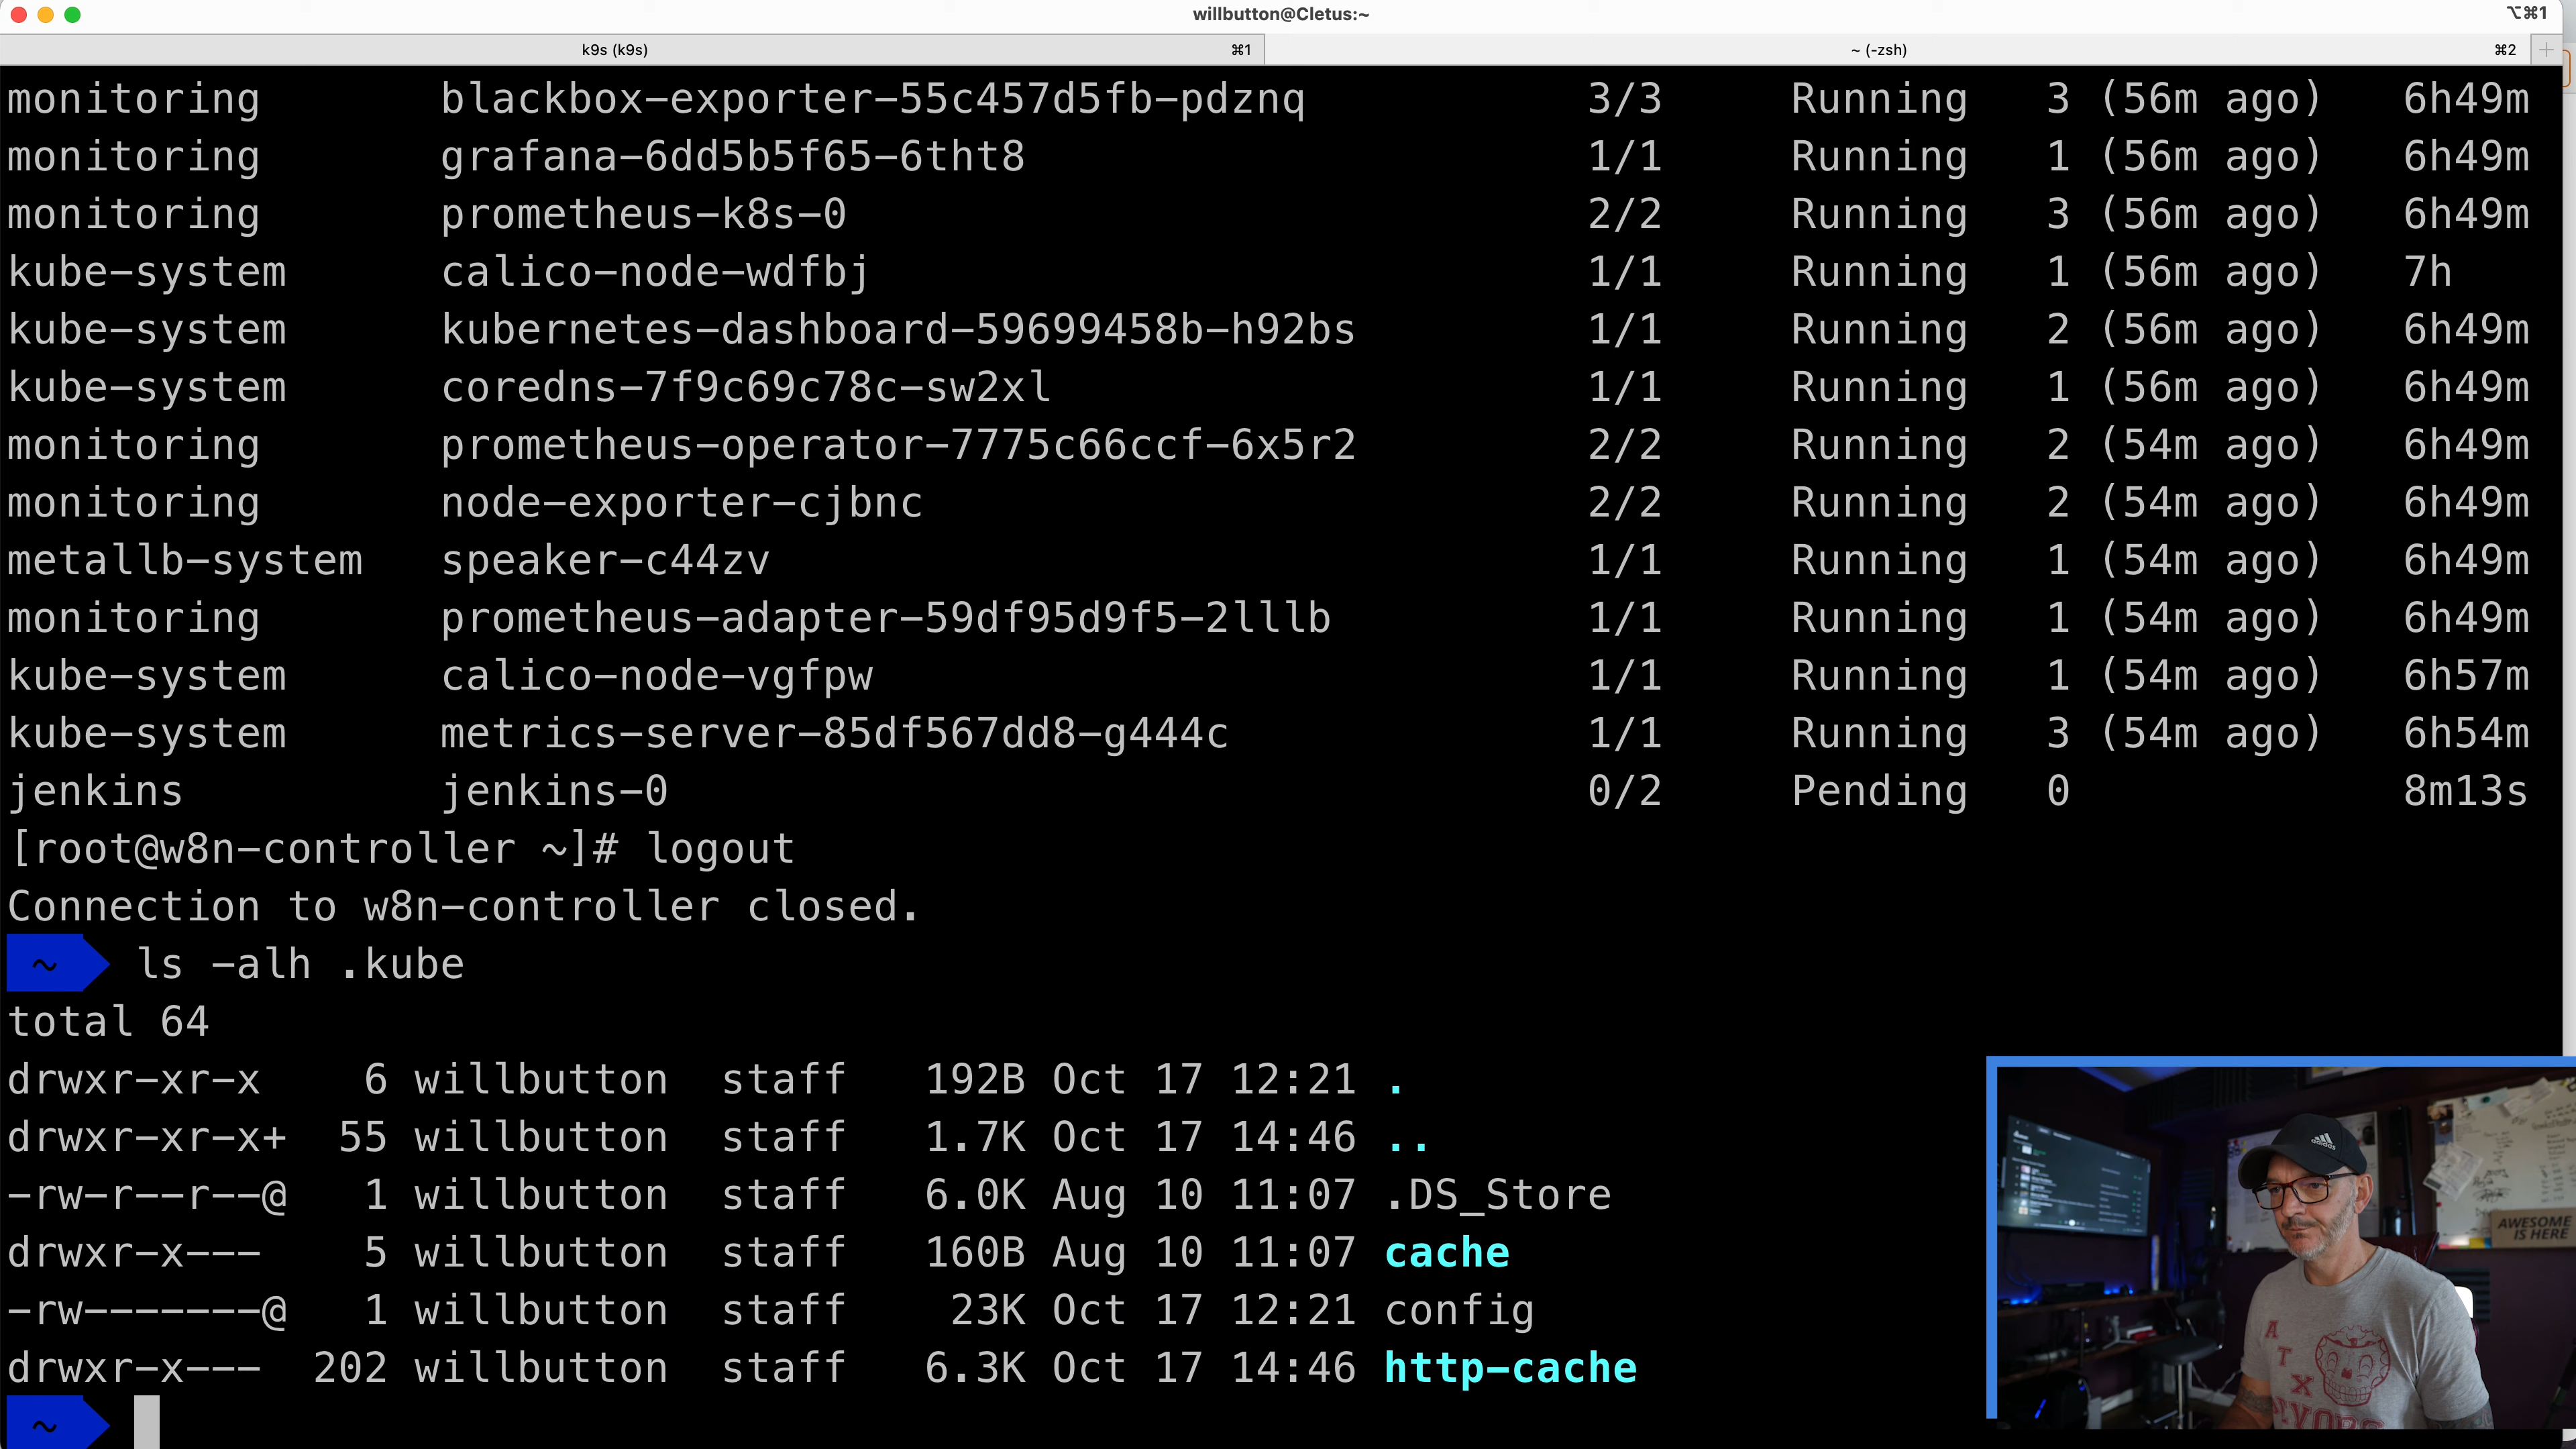 willbutton@Cletus:~
⌥⌘1
k9s (k9s) ⌘1 ~ (-zsh) ⌘2 +
monitoring blackbox-exporter-55c457d5fb-pdznq 3/3 Running 3 (56m ago) 6h49m
monitoring grafana-6dd5b5f65-6tht8 1/1 Running 1 (56m ago) 6h49m
monitoring prometheus-k8s-0 2/2 Running 3 (56m ago) 6h49m
kube-system calico-node-wdfbj 1/1 Running 1 (56m ago) 7h
kube-system kubernetes-dashboard-59699458b-h92bs 1/1 Running 2 (56m ago) 6h49m
kube-system coredns-7f9c69c78c-sw2xl 1/1 Running 1 (56m ago) 6h49m
monitoring prometheus-operator-7775c66ccf-6x5r2 2/2 Running 2 (54m ago) 6h49m
monitoring node-exporter-cjbnc 2/2 Running 2 (54m ago) 6h49m
metallb-system speaker-c44zv 1/1 Running 1 (54m ago) 6h49m
monitoring prometheus-adapter-59df95d9f5-2lllb 1/1 Running 1 (54m ago) 6h49m
kube-system calico-node-vgfpw 1/1 Running 1 (54m ago) 6h57m
kube-system metrics-server-85df567dd8-g444c 1/1 Running 3 (54m ago) 6h54m
jenkins jenkins-0 0/2 Pending 0 8m13s
[root@w8n-controller ~]# logout
Connection to w8n-controller closed.
~ ls -alh .kube
total 64
drwxr-xr-x 6 willbutton staff 192B Oct 17 12:21 .
drwxr-xr-x+ 55 willbutton staff 1.7K Oct 17 14:46 ..
-rw-r--r--@ 1 willbutton staff 6.0K Aug 10 11:07 .DS_Store
drwxr-x--- 5 willbutton staff 160B Aug 10 11:07 cache
-rw-------@ 1 willbutton staff 23K Oct 17 12:21 config
drwxr-x--- 202 willbutton staff 6.3K Oct 17 14:46 http-cache
~
adidas
AWESOME
IS HERE